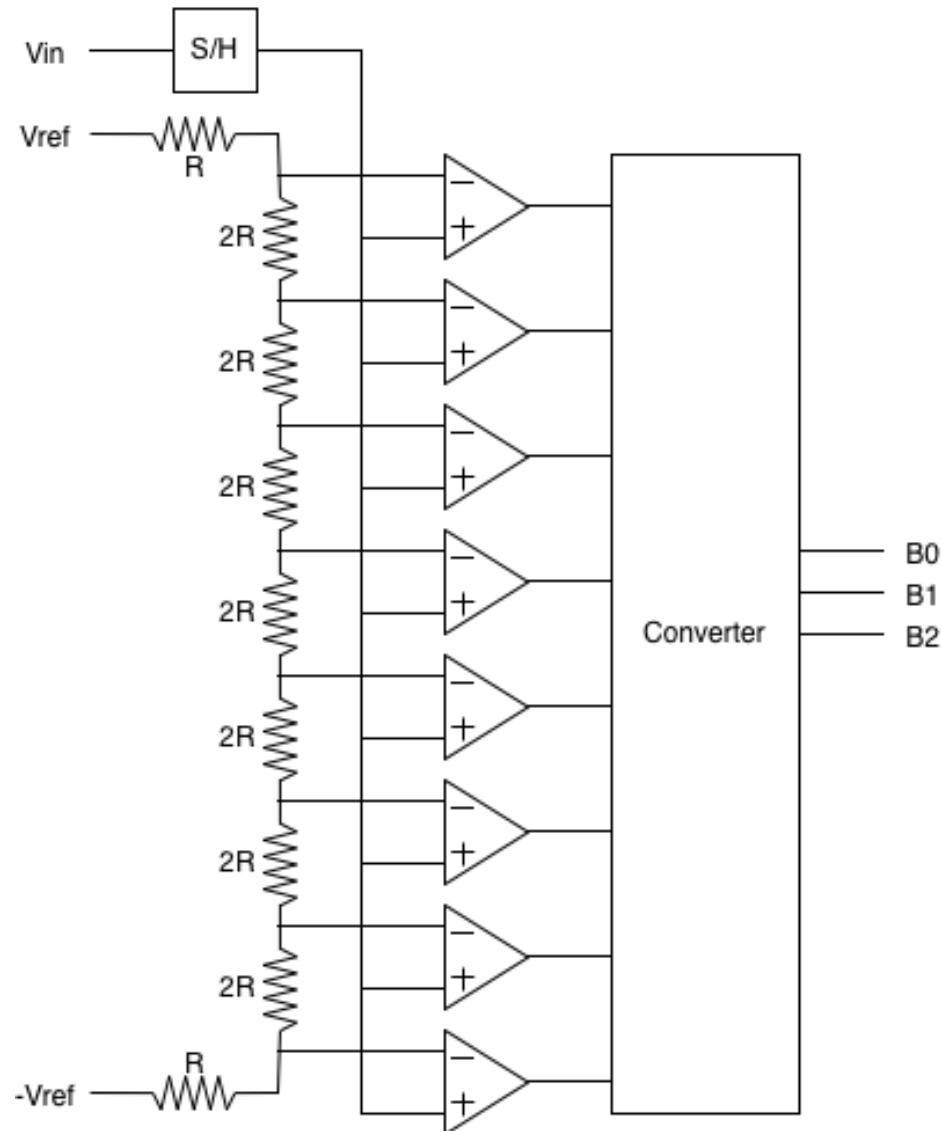 S/H
Vin
Vref
R
2R
2R
2R
2R
2R
2R
2R
R
-Vref
−
+
−
+
−
+
−
+
−
+
−
+
−
+
−
+
Converter
B0
B1
B2